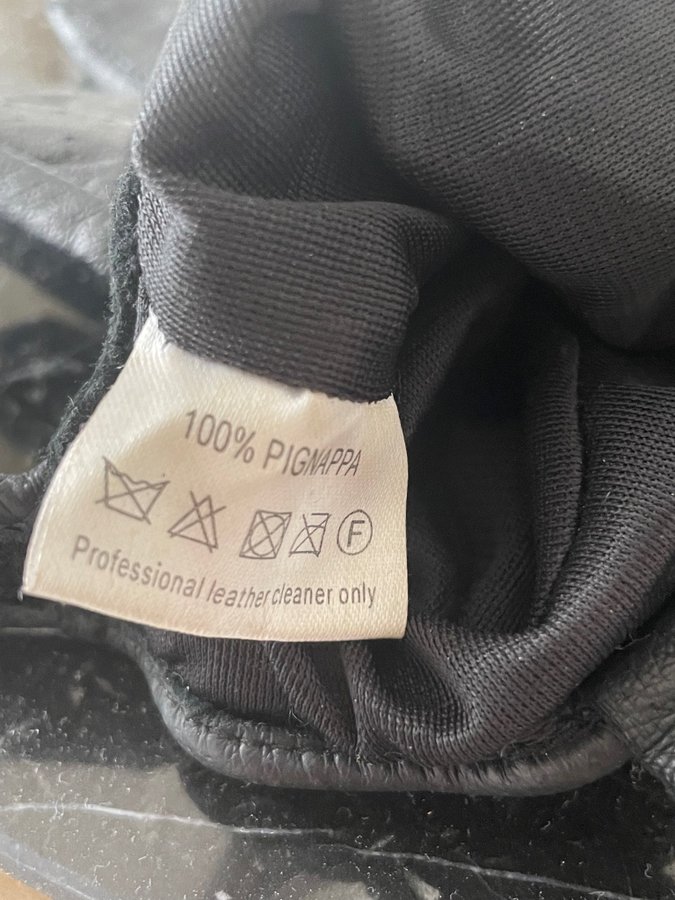 100% PIGNAPPA
F
Professional leather cleaner only